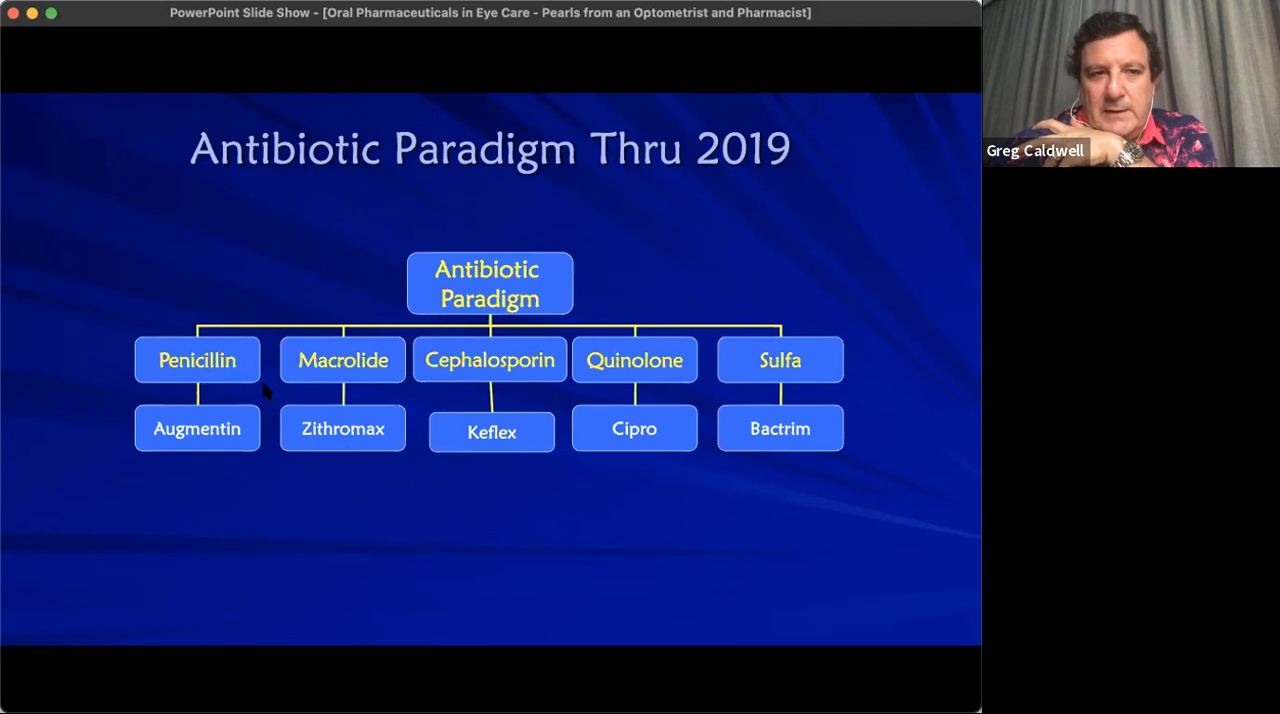 PowerPoint Slide Show - [Oral Pharmaceuticals in Eye Care - Pearls from an Optometrist and Pharmacist]
Greg Caldwell
Antibiotic Paradigm Thru 2019
Antibiotic
Paradigm
Penicillin
Macrolide
Cephalosporin
Quinolone
Sulfa
Augmentin
Zithromax
Keflex
Cipro
Bactrim